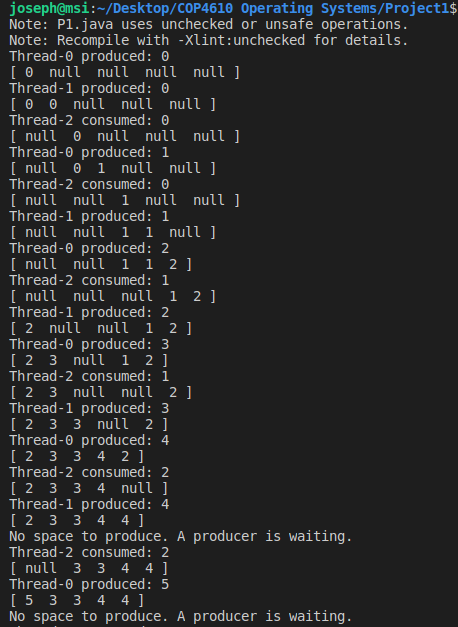 joseph@msi:~/Desktop/COP4610 Operating Systems/Project1$
Note: P1.java uses unchecked or unsafe operations.
Note: Recompile with -Xlint:unchecked for details.
Thread-0 produced: 0
[ 0  null  null  null  null ]
Thread-1 produced: 0
[ 0  0  null  null  null ]
Thread-2 consumed: 0
[ null  0  null  null  null ]
Thread-0 produced: 1
[ null  0  1  null  null ]
Thread-2 consumed: 0
[ null  null  1  null  null ]
Thread-1 produced: 1
[ null  null  1  1  null ]
Thread-0 produced: 2
[ null  null  1  1  2 ]
Thread-2 consumed: 1
[ null  null  null  1  2 ]
Thread-1 produced: 2
[ 2  null  null  1  2 ]
Thread-0 produced: 3
[ 2  3  null  1  2 ]
Thread-2 consumed: 1
[ 2  3  null  null  2 ]
Thread-1 produced: 3
[ 2  3  3  null  2 ]
Thread-0 produced: 4
[ 2  3  3  4  2 ]
Thread-2 consumed: 2
[ 2  3  3  4  null ]
Thread-1 produced: 4
[ 2  3  3  4  4 ]
No space to produce. A producer is waiting.
Thread-2 consumed: 2
[ null  3  3  4  4 ]
Thread-0 produced: 5
[ 5  3  3  4  4 ]
No space to produce. A producer is waiting.